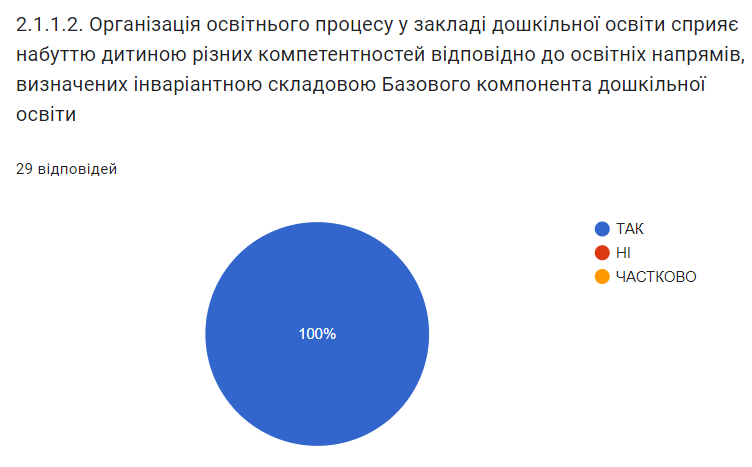 2.1.1.2. Організація освітнього процесу у закладі дошкільної освіти сприяє
набуттю дитиною різних компетентностей відповідно до освітніх напрямів,
визначених інваріантною складовою Базового компонента дошкільної
освіти
29 відповідей
ТАК
НІ
ЧАСТКОВО
100%